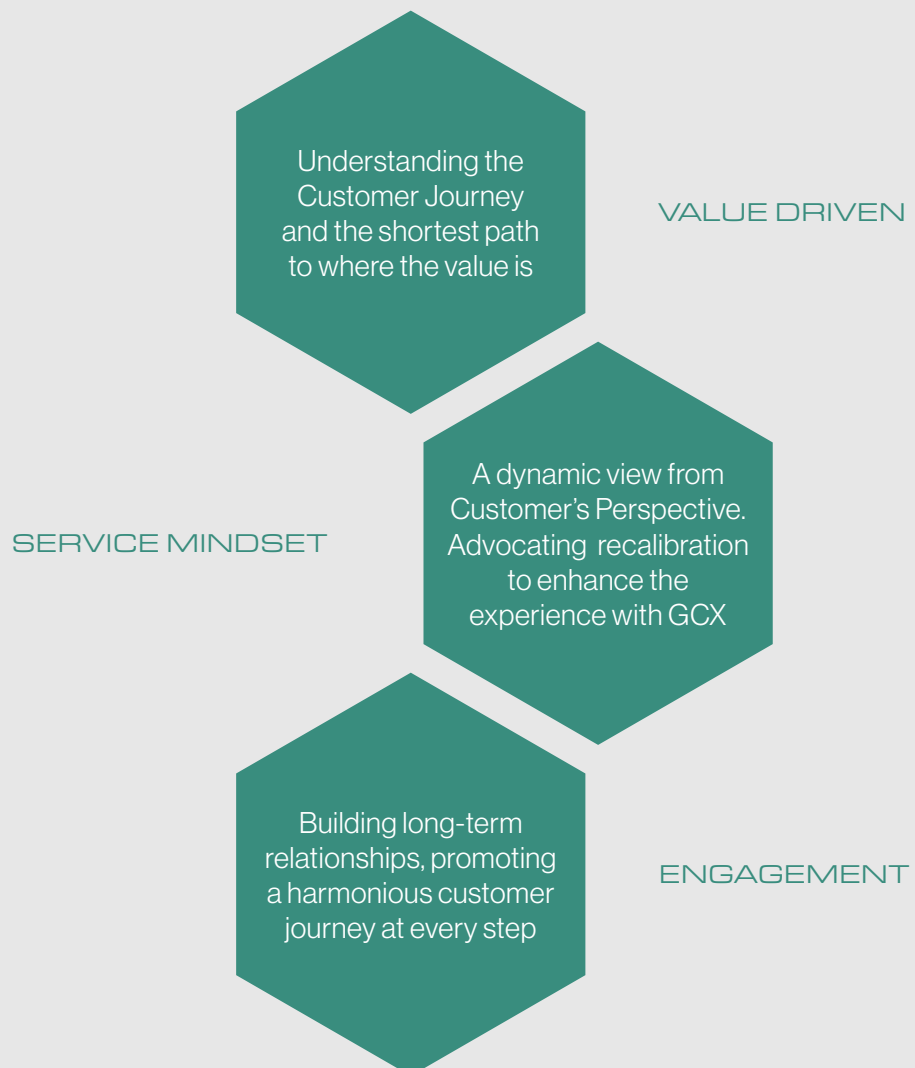 Understanding the
Customer Journey
and the shortest path
to where the value is
VALUE DRIVEN
SERVICE MINDSET
A dynamic view from
Customer’s Perspective.
Advocating recalibration
to enhance the
experience with GCX
Building long-term
relationships, promoting
a harmonious customer
journey at every step
ENGAGEMENT